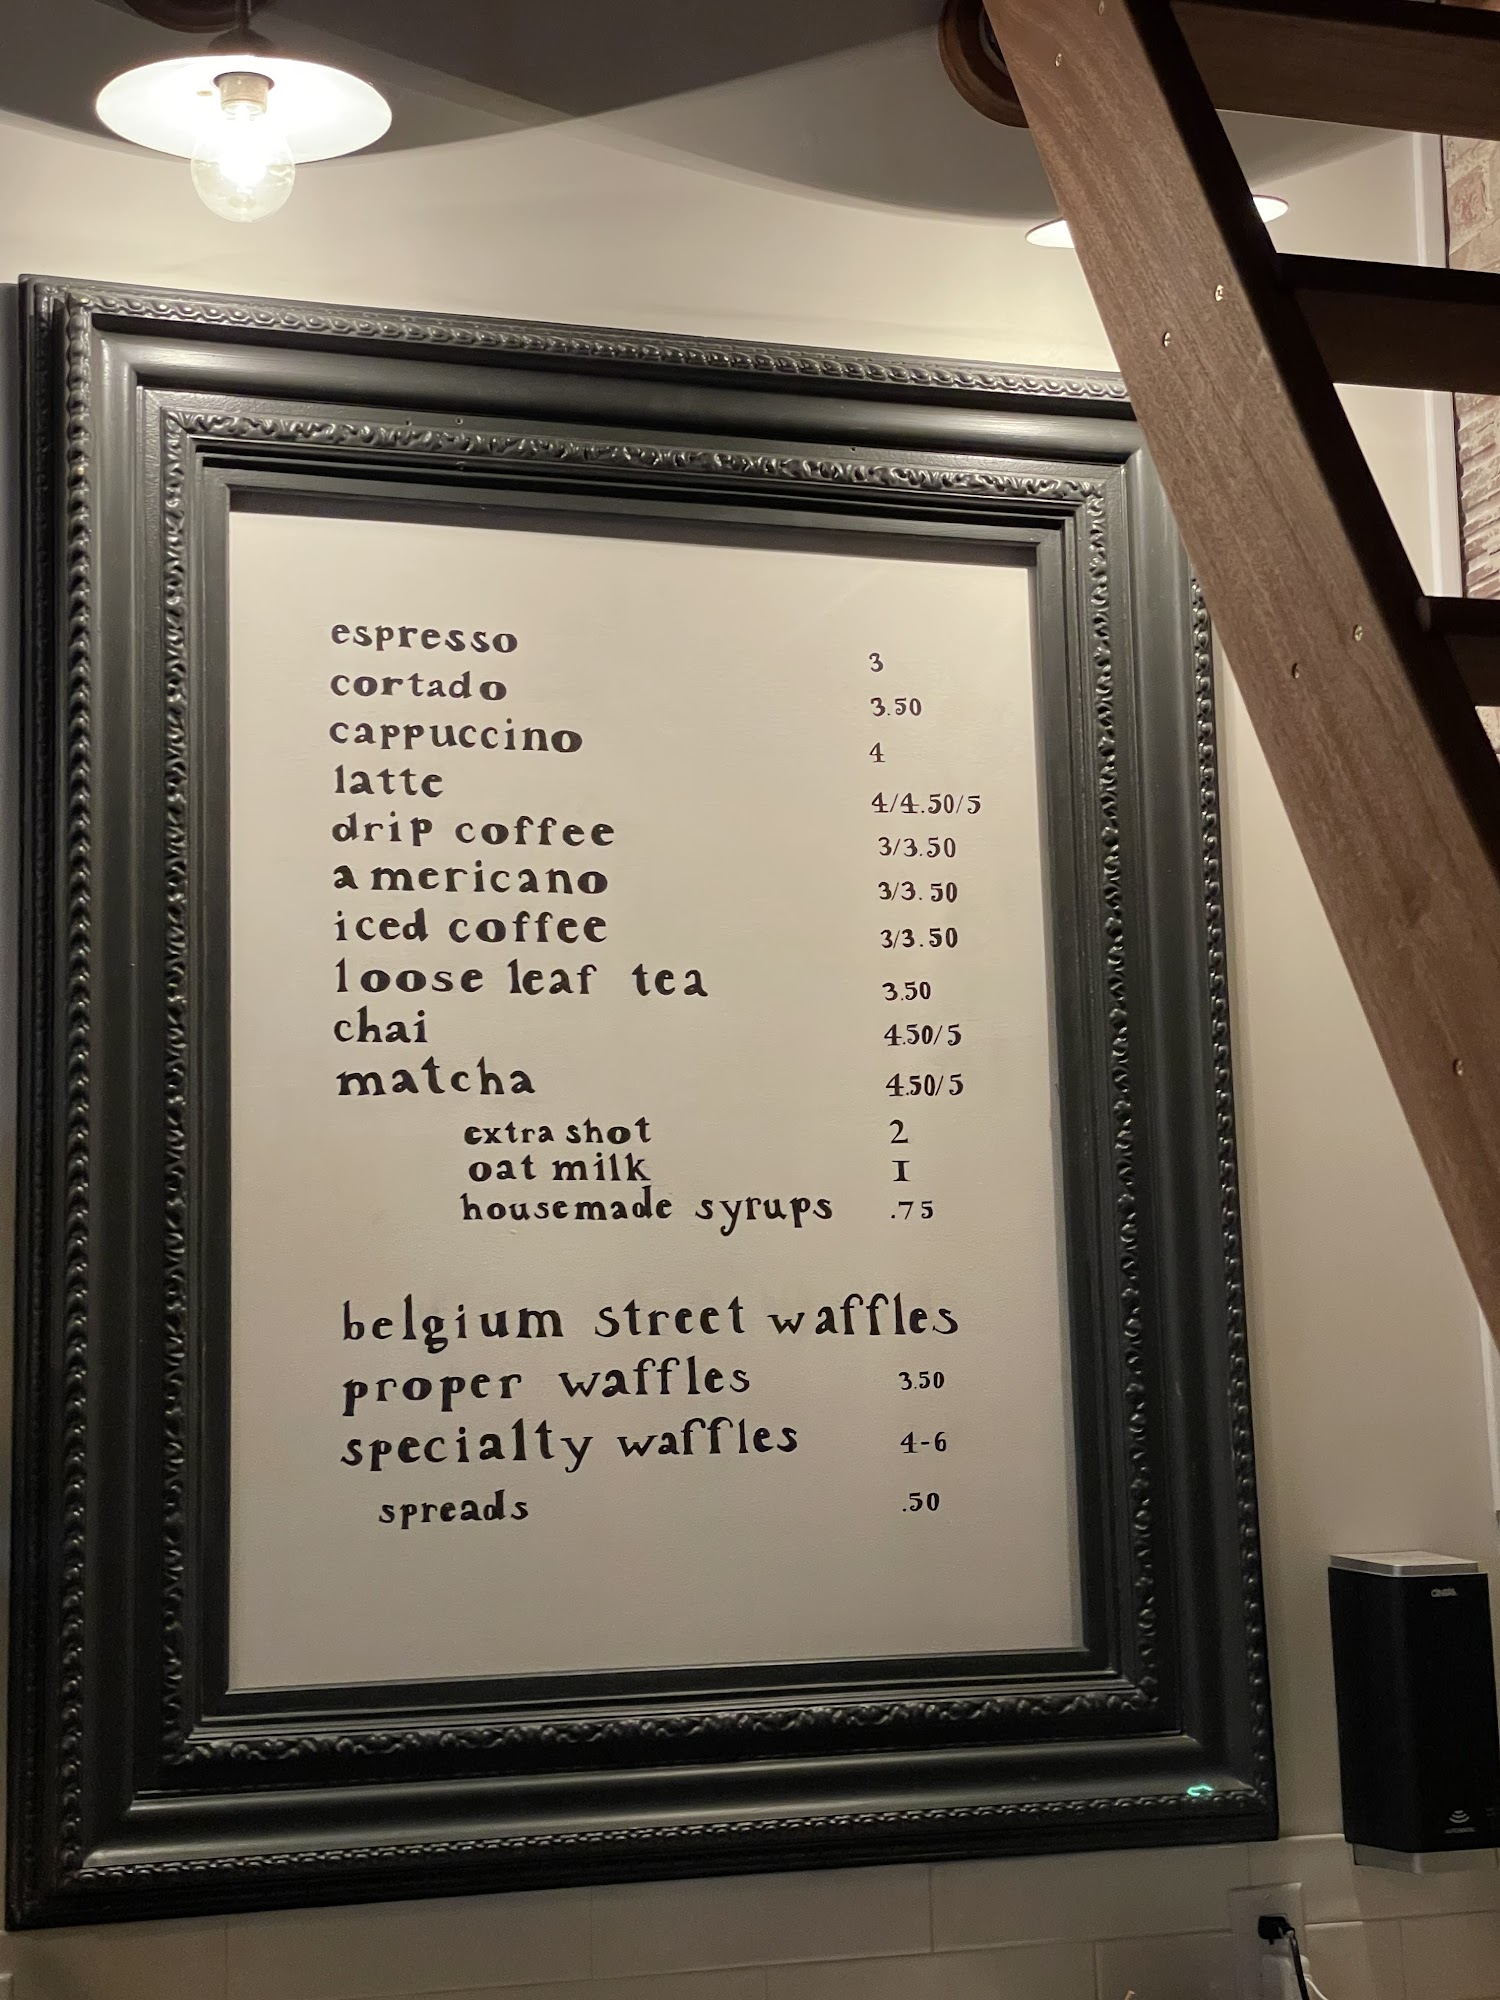 espresso 3
cortado 3.50
cappuccino 4
latte 4/4.50/5
drip coffee 3/3.50
americano 3/3.50
iced coffee 3/3.50
loose leaf tea 3.50
chai 4.50/5
matcha 4.50/5
extra shot 2
oat milk 1
housemade syrups .75
belgium street waffles
proper waffles 3.50
specialty waffles 4-6
spreads .50